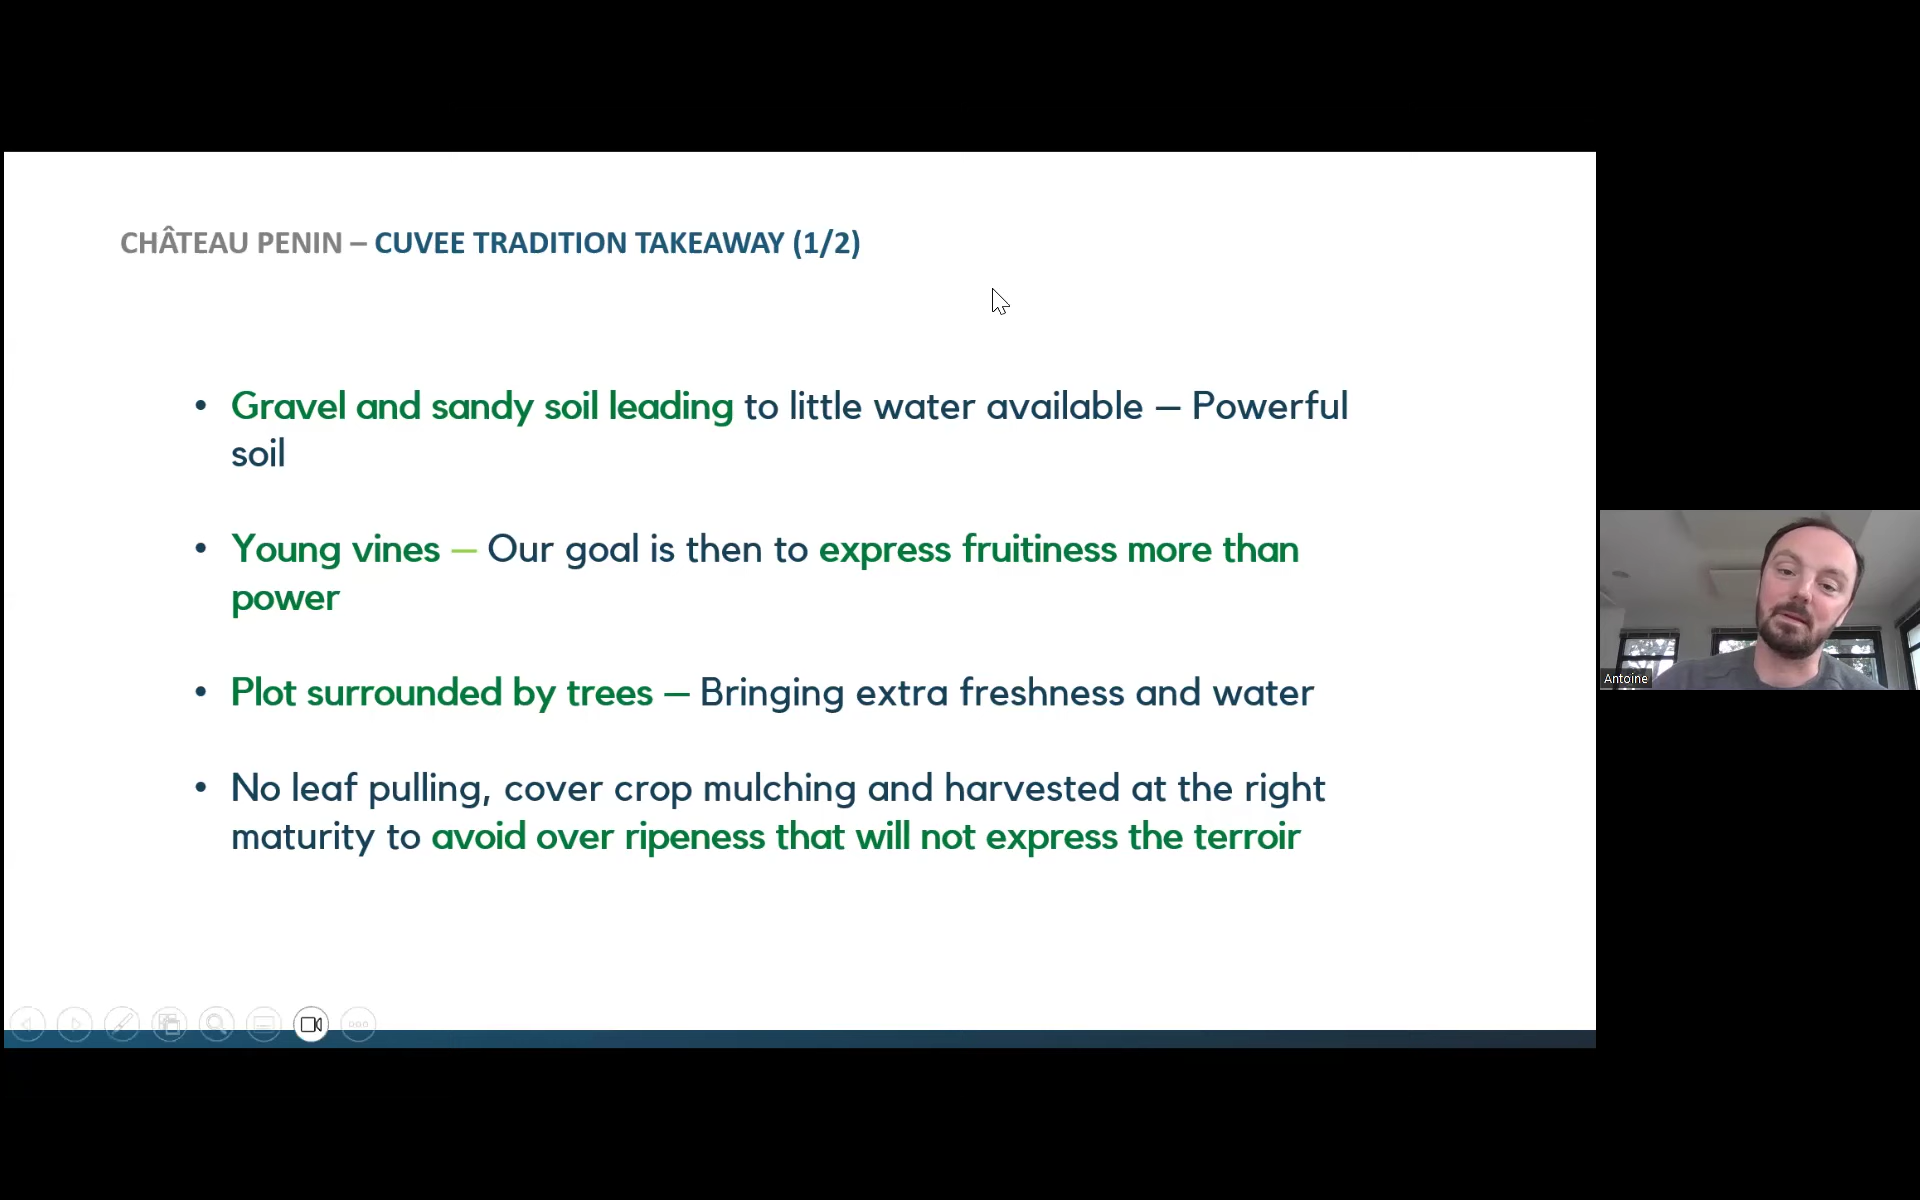 CHÂTEAU PENIN – CUVEE TRADITION TAKEAWAY (1/2)
• Gravel and sandy soil leading to little water available – Powerful
soil
• Young vines – Our goal is then to express fruitiness more than
power
• Plot surrounded by trees – Bringing extra freshness and water
• No leaf pulling, cover crop mulching and harvested at the right
maturity to avoid over ripeness that will not express the terroir
Antoine